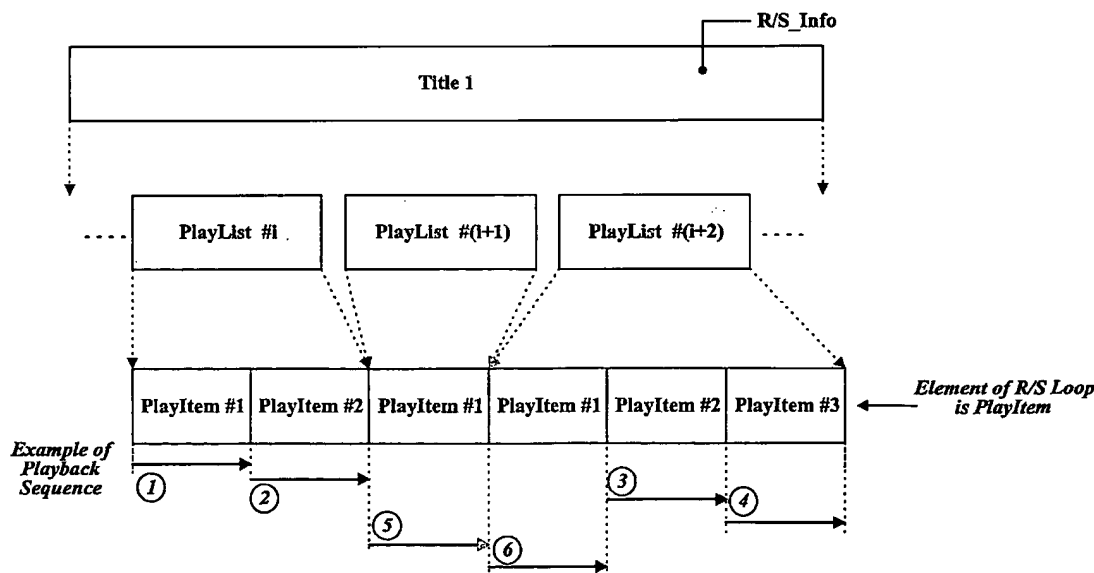 R/S_Info
Title 1
PlayList #i
PlayList #(i+1)
PlayList #(i+2)
PlayItem #1
PlayItem #2
PlayItem #1
PlayItem #1
PlayItem #2
PlayItem #3
Element of R/S Loop
is PlayItem
Example of
Playback
Sequence
1
2
3
4
5
6